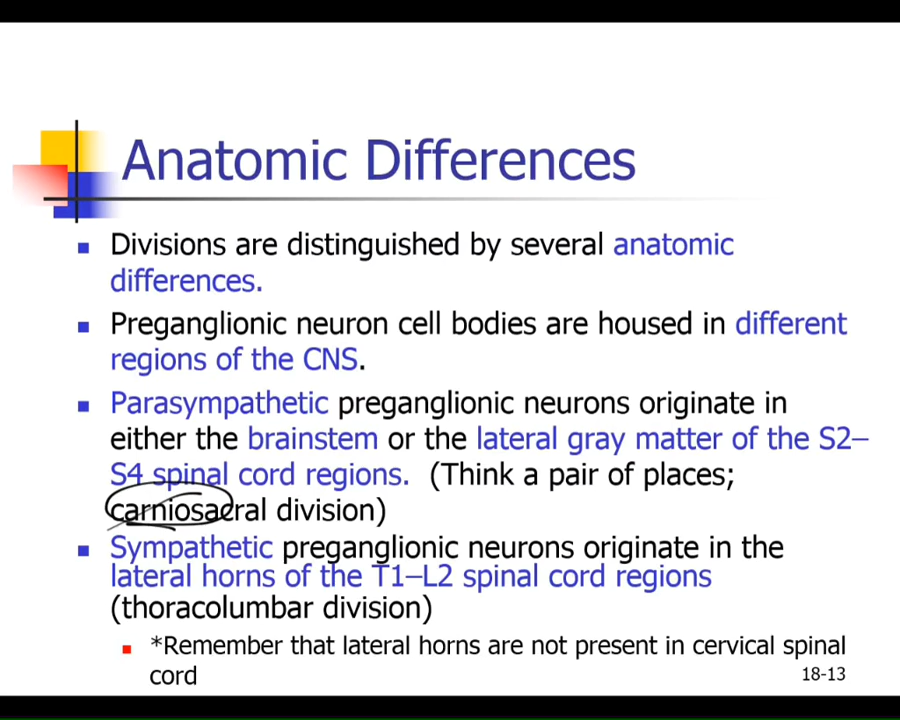 Anatomic Differences
Divisions are distinguished by several anatomic
differences.
Preganglionic neuron cell bodies are housed in different
regions of the CNS.
Parasympathetic preganglionic neurons originate in
either the brainstem or the lateral gray matter of the S2–
S4 spinal cord regions. (Think a pair of places;
carniosacral division)
Sympathetic preganglionic neurons originate in the
lateral horns of the T1–L2 spinal cord regions
(thoracolumbar division)
*Remember that lateral horns are not present in cervical spinal
cord
18-13